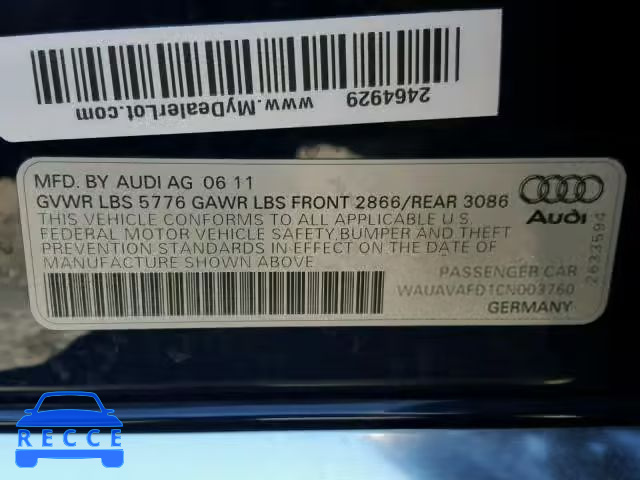 www.MyDealerLot.com
2464929
MFD. BY AUDI AG 06 11
GVWR LBS 5776 GAWR LBS FRONT 2866/REAR 3086
THIS VEHICLE CONFORMS TO ALL APPLICABLE U.S.
FEDERAL MOTOR VEHICLE SAFETY,BUMPER AND THEFT
PREVENTION STANDARDS IN EFFECT ON THE DATE OF
MANUFACTURE SHOWN ABOVE
Audi
2633594
PASSENGER CAR
WAUAVAFD1CN003760
GERMANY
RECCE